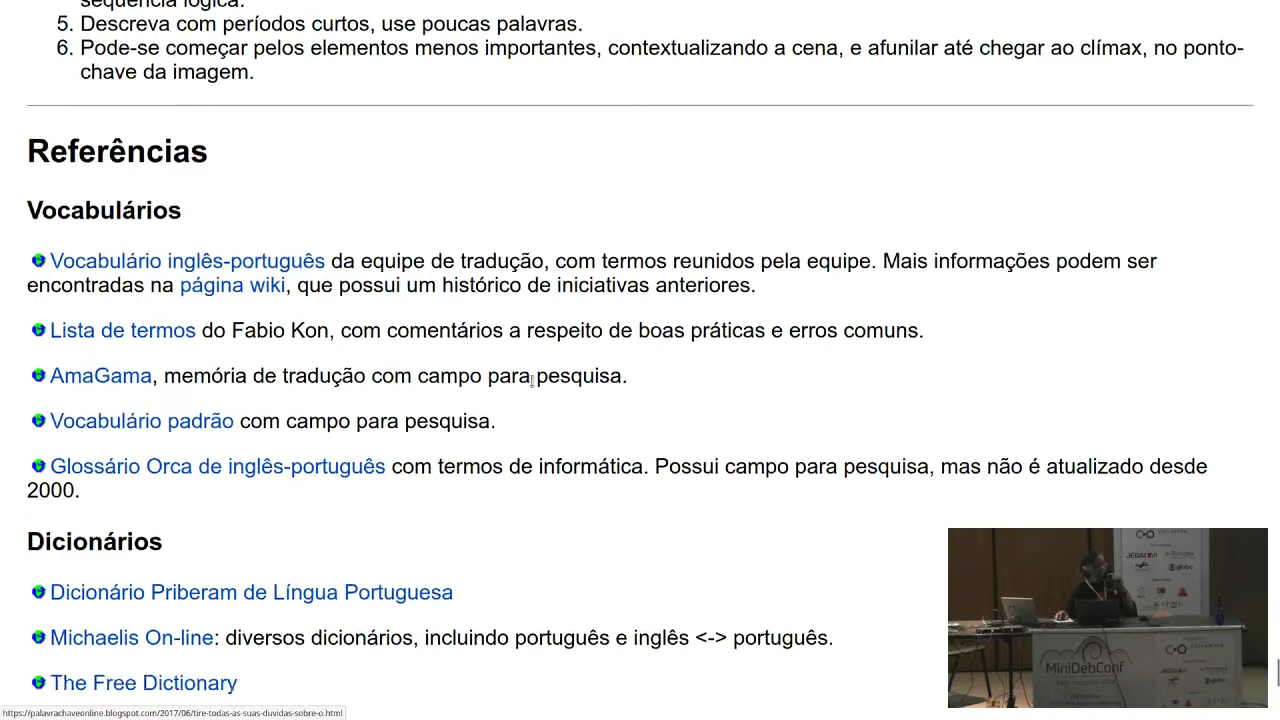 sequência lógica.
5. Descreva com períodos curtos, use poucas palavras.
6. Pode-se começar pelos elementos menos importantes, contextualizando a cena, e afunilar até chegar ao clímax, no ponto-
chave da imagem.
Referências
Vocabulários
Vocabulário inglês-português da equipe de tradução, com termos reunidos pela equipe. Mais informações podem ser
encontradas na página wiki, que possui um histórico de iniciativas anteriores.
Lista de termos do Fabio Kon, com comentários a respeito de boas práticas e erros comuns.
AmaGama, memória de tradução com campo para pesquisa.
Vocabulário padrão com campo para pesquisa.
Glossário Orca de inglês-português com termos de informática. Possui campo para pesquisa, mas não é atualizado desde
2000.
Dicionários
Dicionário Priberam de Língua Portuguesa
Michaelis On-line: diversos dicionários, incluindo português e inglês <-> português.
The Free Dictionary
https://palavrachaveonline.blogspot.com/2017/06/tire-todas-as-suas-duvidas-sobre-o.html
COLLABORA
globo
MiniDebConf
COLLABORA
globo